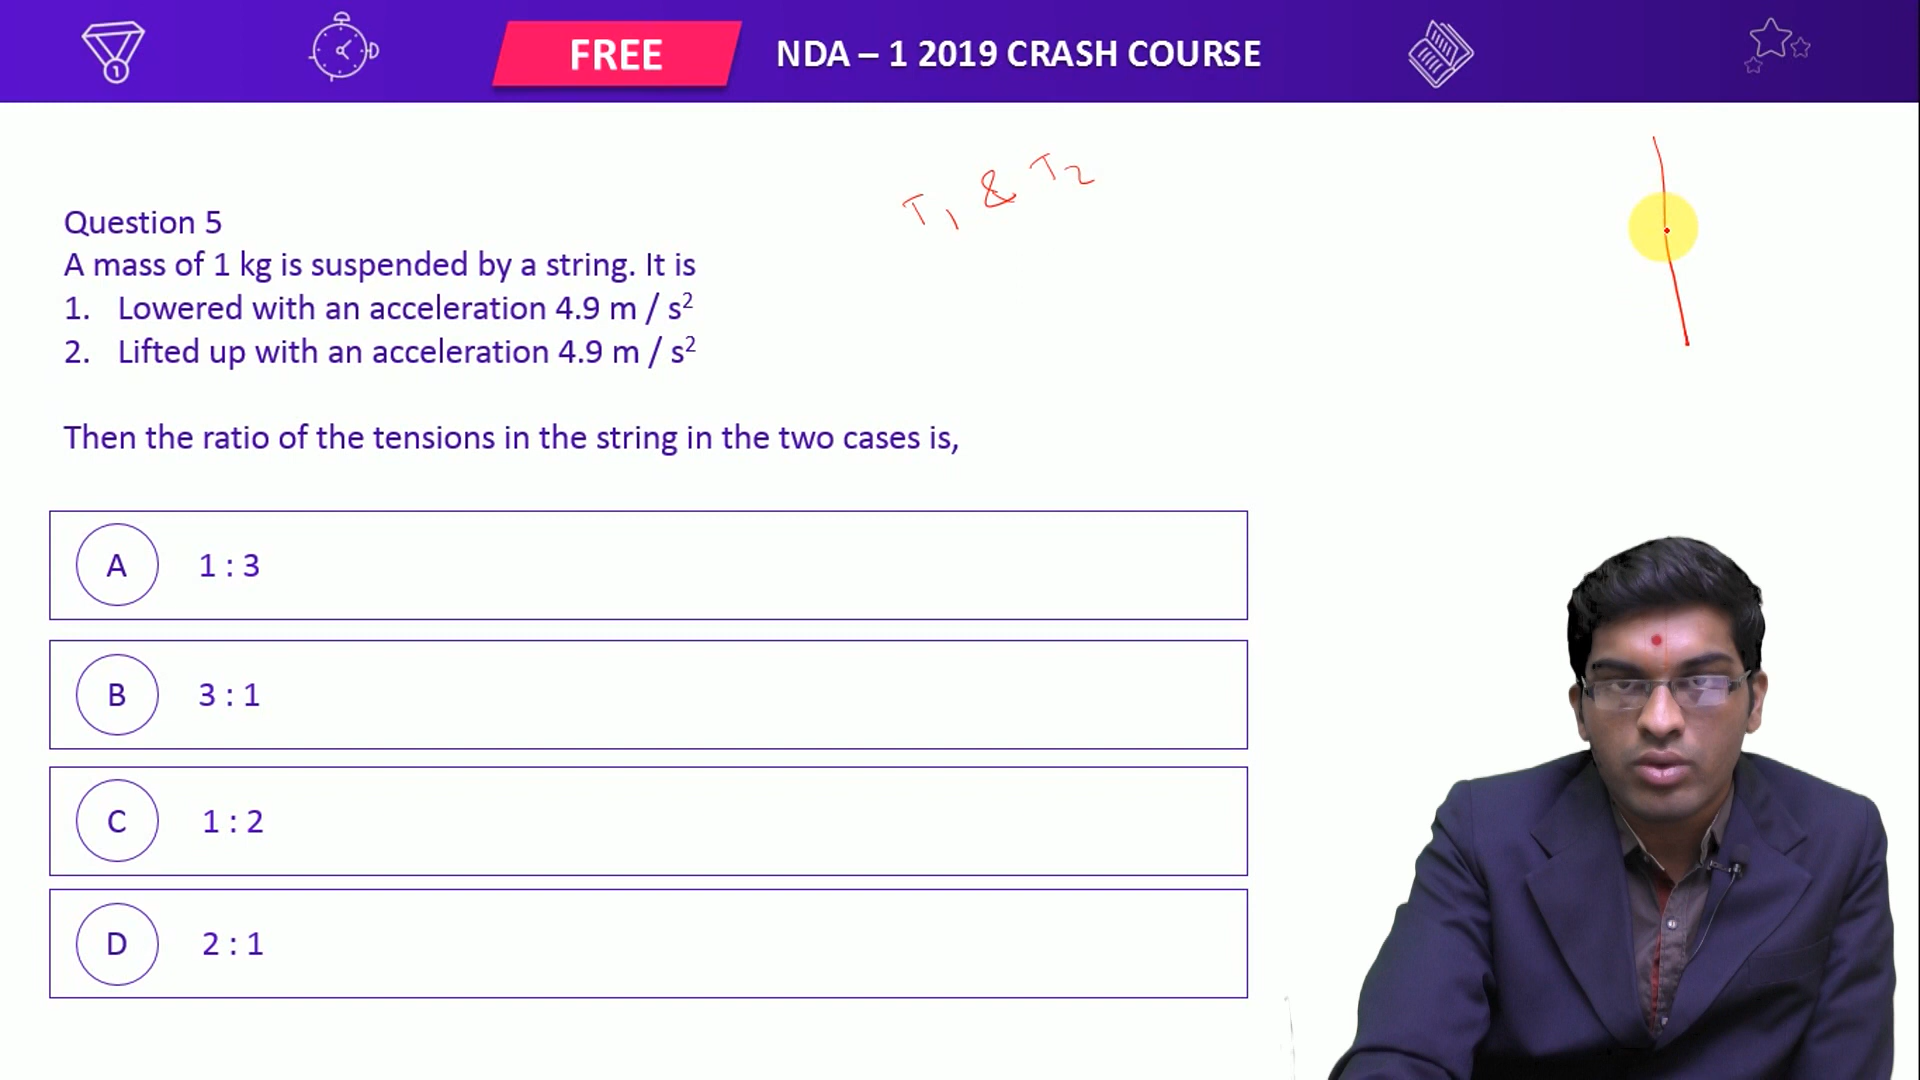 FREE
NDA – 1 2019 CRASH COURSE
1
T1 & T2
Question 5
A mass of 1 kg is suspended by a string. It is
1. Lowered with an acceleration 4.9 m / s²
2. Lifted up with an acceleration 4.9 m / s²
Then the ratio of the tensions in the string in the two cases is,
A 1 : 3
B 3 : 1
C 1 : 2
D 2 : 1